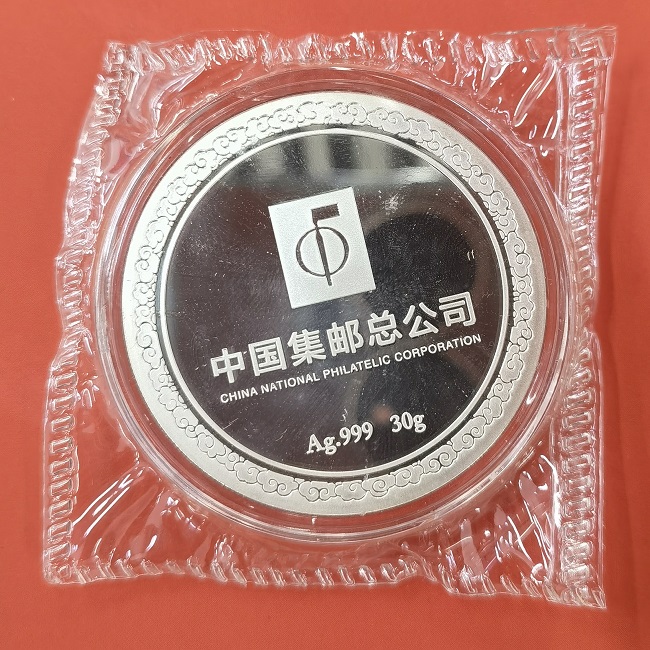 中国集邮总公司
CHINA NATIONAL PHILATELIC CORPORATION
Ag.999 30g